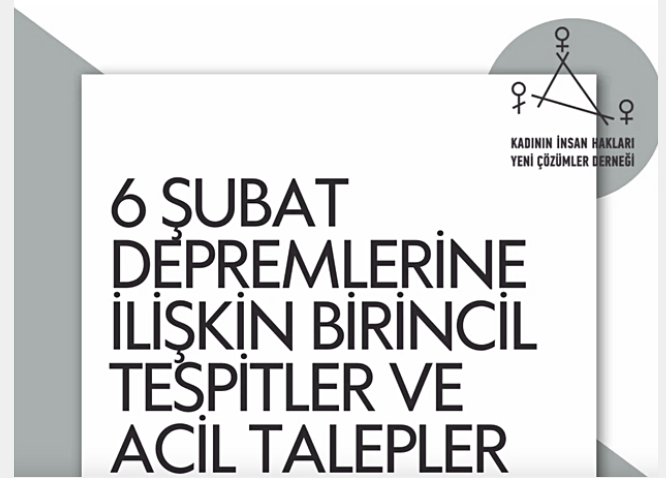 KADININ İNSAN HAKLARI
YENİ ÇÖZÜMLER DERNEĞİ
6 ŞUBAT
DEPREMLERİNE
İLİŞKİN BİRİNCİL
TESPİTLER VE
ACİL TALEPLER